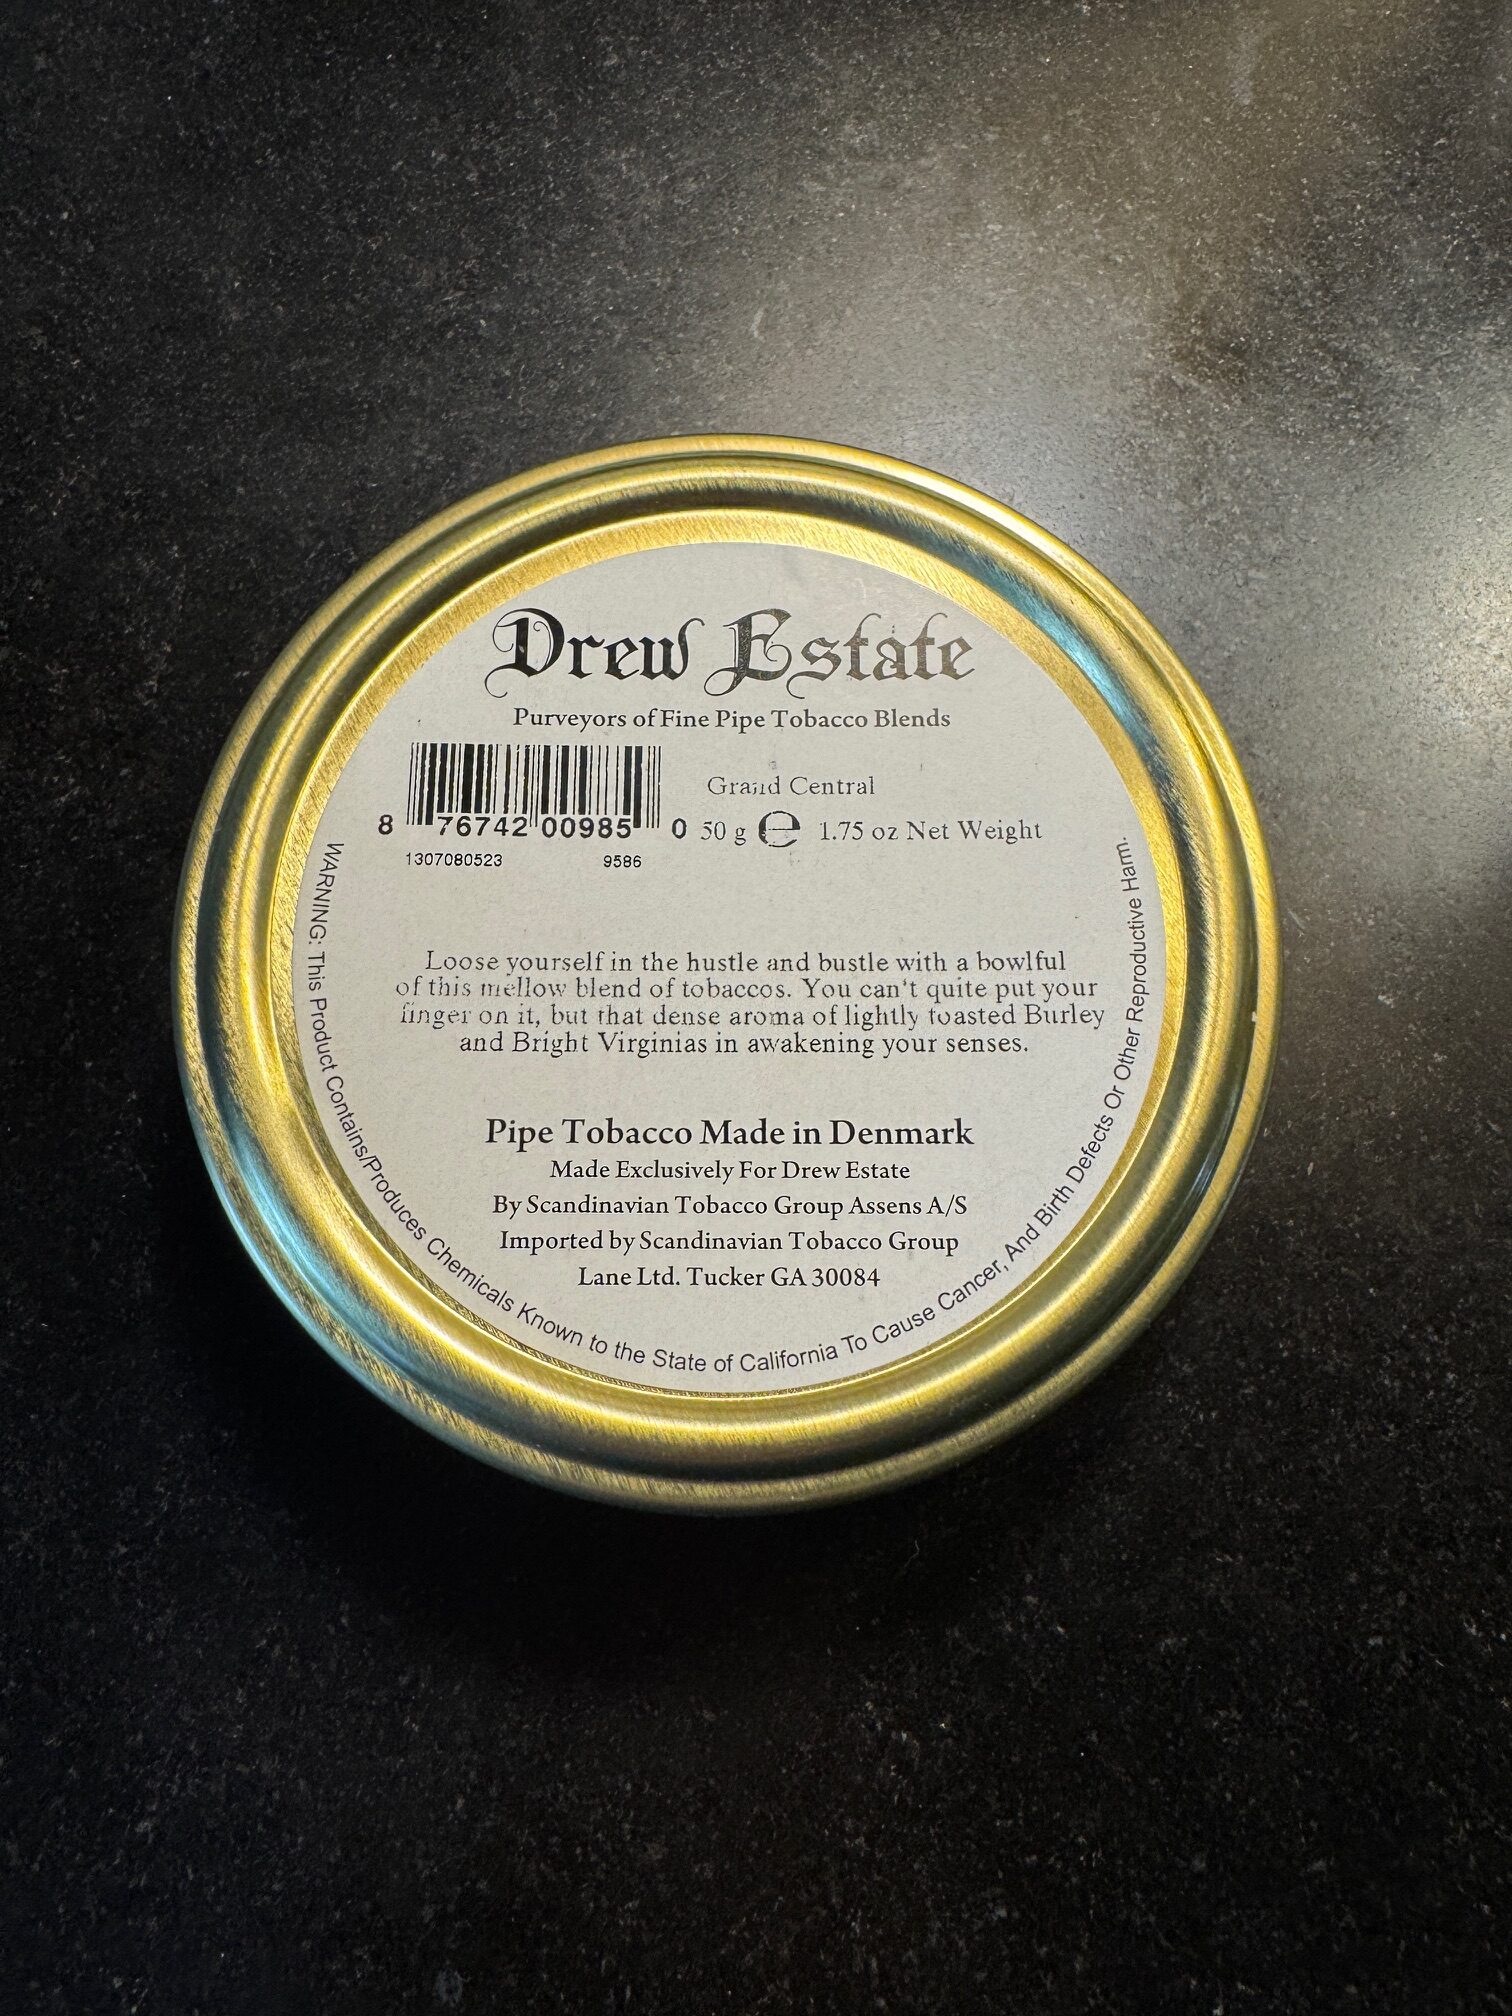 Drew Estate
Purveyors of Fine Pipe Tobacco Blends
Grand Central
8 76742 00985 0
50 g ℮ 1.75 oz Net Weight
1307080523 9586
Loose yourself in the hustle and bustle with a bowlful
of this mellow blend of tobaccos. You can't quite put your
finger on it, but that dense aroma of lightly toasted Burley
and Bright Virginias in awakening your senses.
Pipe Tobacco Made in Denmark
Made Exclusively For Drew Estate
By Scandinavian Tobacco Group Assens A/S
Imported by Scandinavian Tobacco Group
Lane Ltd. Tucker GA 30084
WARNING: This Product Contains/Produces Chemicals Known to the State of California To Cause Cancer, And Birth Defects Or Other Reproductive Harm.